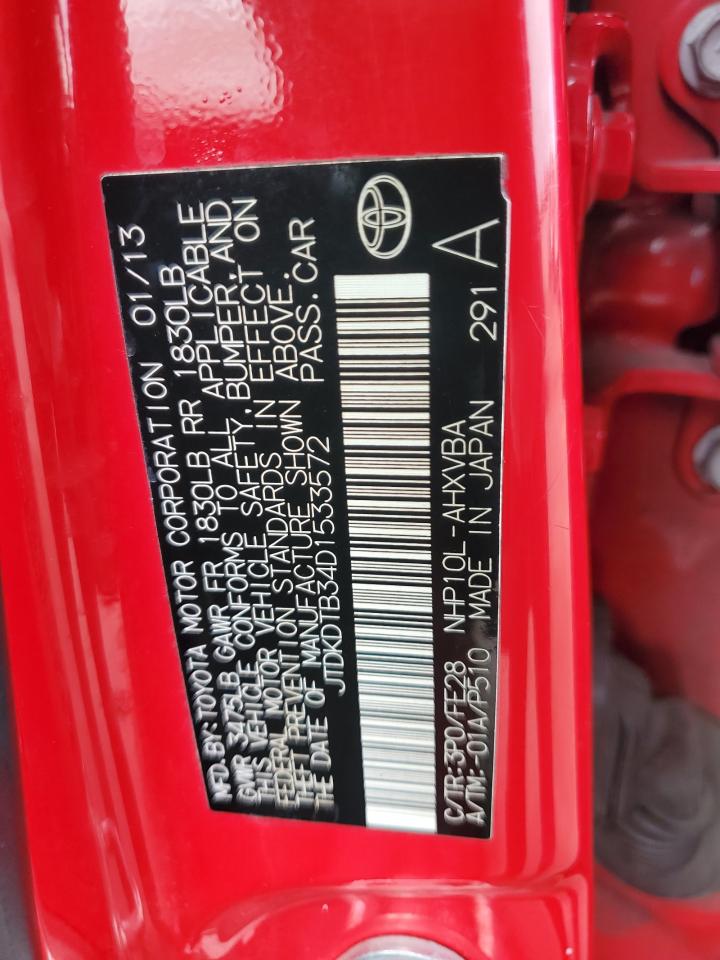 MFD. BY: TOYOTA MOTOR CORPORATION 01/13
GWR 3475LB GAWR FR 1830LB RR 1830LB
THIS VEHICLE CONFORMS TO ALL APPLICABLE
FEDERAL MOTOR VEHICLE SAFETY, BUMPER, AND
THEFT PREVENTION STANDARDS IN EFFECT ON
THE DATE OF MANUFACTURE SHOWN ABOVE.
JTDKDTB34D1533572 PASS. CAR
C/TR: 3P0/FE28 NHP10L-AHXVBA
A/TM: -01A/P510 MADE IN JAPAN 291 A